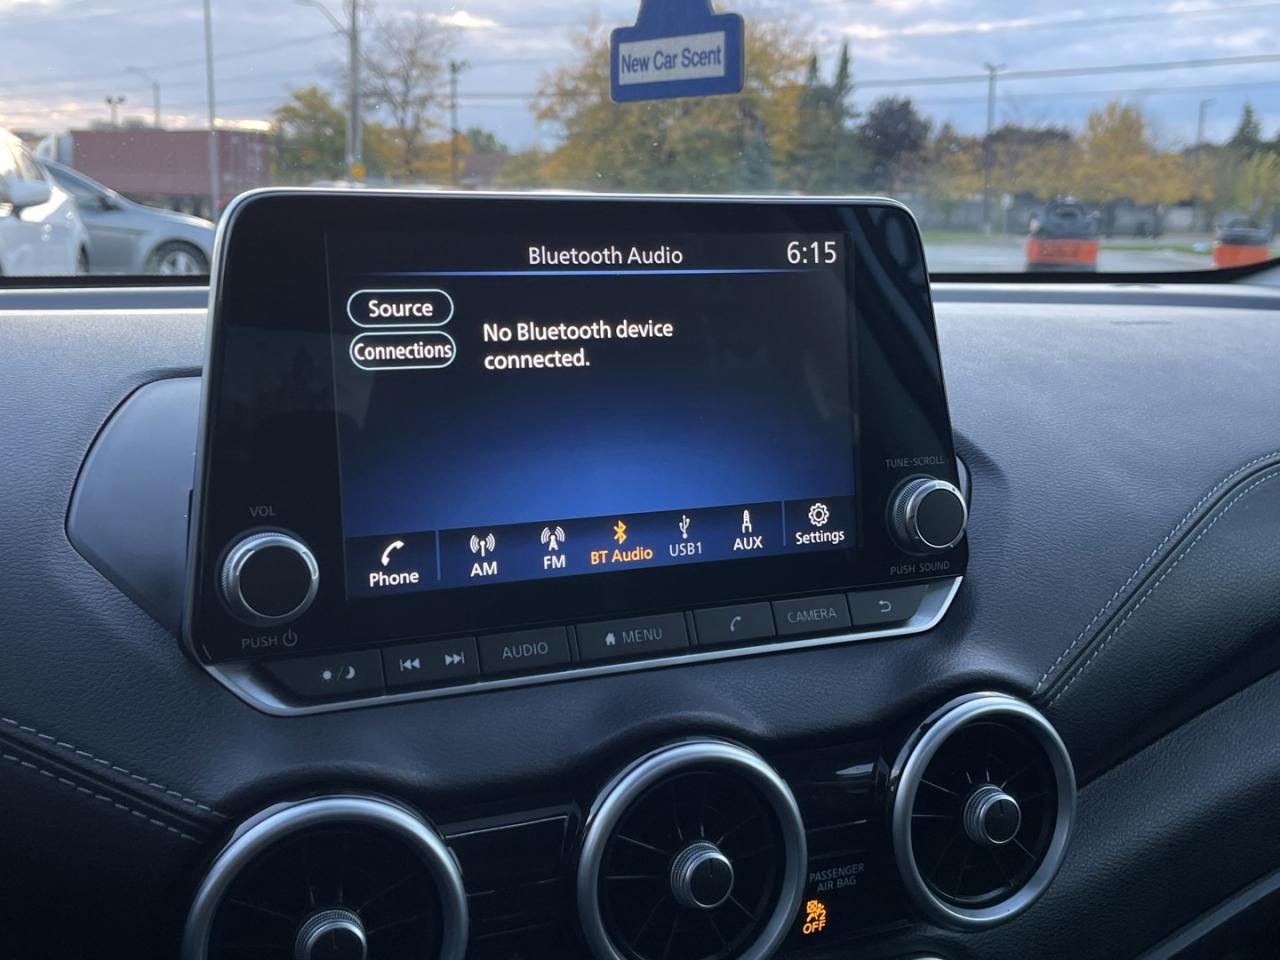 New Car Scent
Bluetooth Audio 6:15
Source
No Bluetooth device
connected.
Connections
TUNE·SCROLL
VOL
Phone AM FM BT Audio USB1 AUX Settings
PUSH SOUND
PUSH
AUDIO MENU CAMERA
PASSENGER
AIR BAG
2
OFF